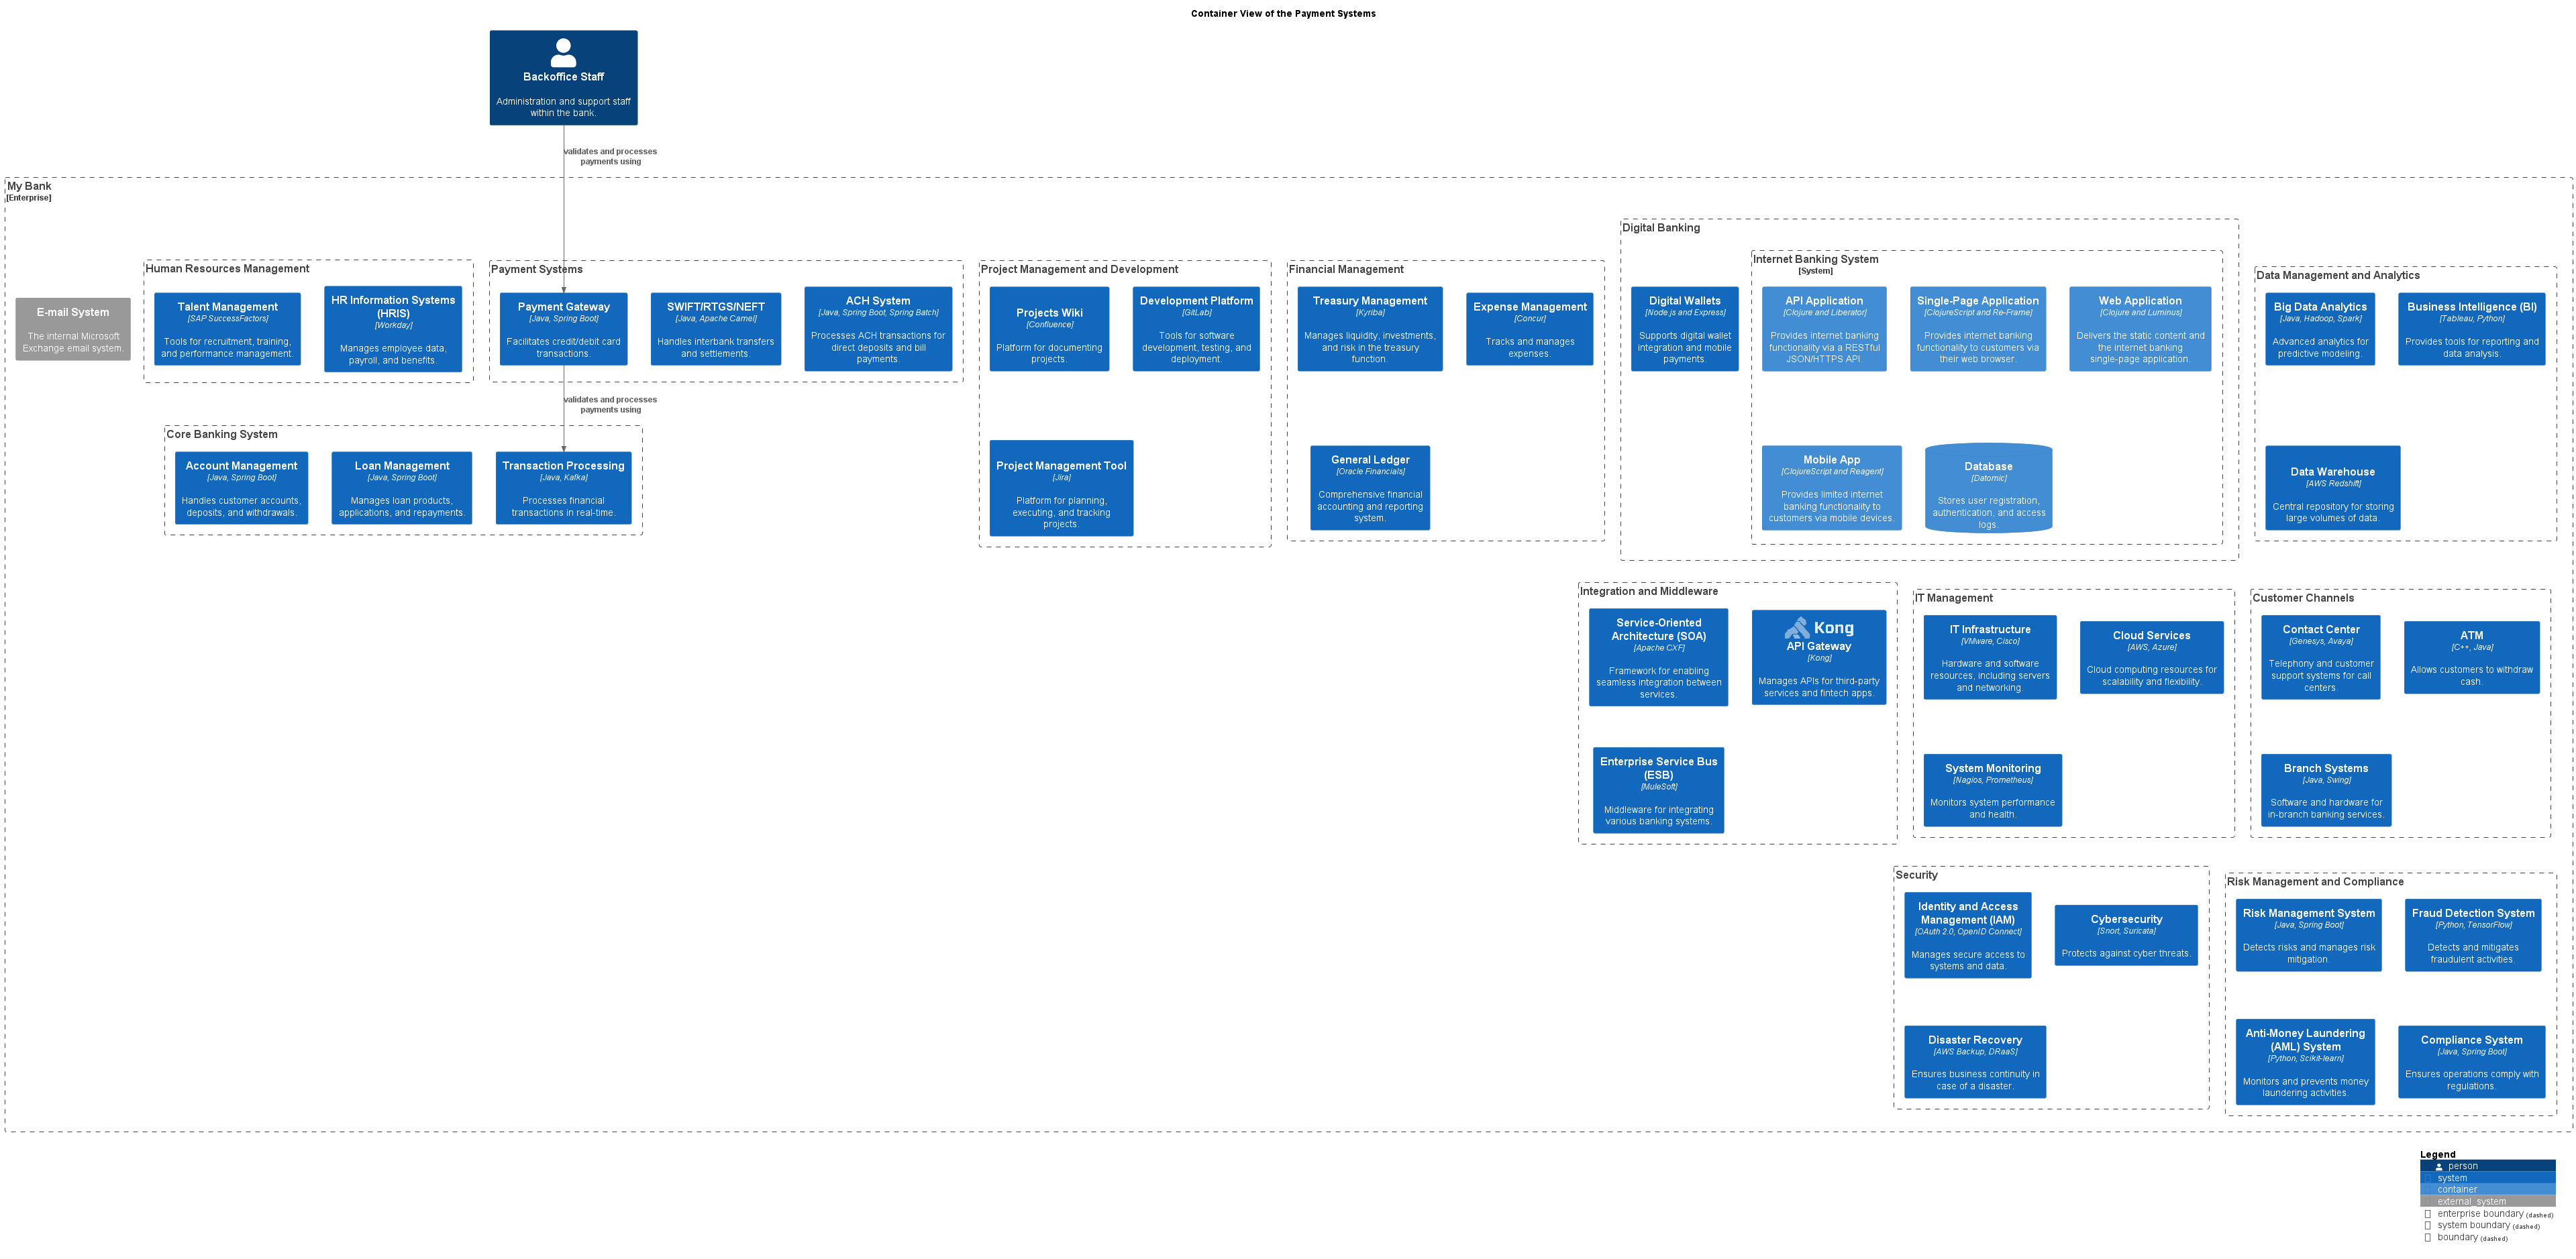 Container View of the Payment Systems
Backoffice Staff
Administration and support staff
within the bank.
validates and processes
payments using
My Bank
[Enterprise]
E-mail System
The internal Microsoft
Exchange email system.
Human Resources Management
Talent Management
[SAP SuccessFactors]
Tools for recruitment, training,
and performance management.
HR Information Systems
(HRIS)
[Workday]
Manages employee data,
payroll, and benefits.
Payment Systems
Payment Gateway
[Java, Spring Boot]
Facilitates credit/debit card
transactions.
SWIFT/RTGS/NEFT
[Java, Apache Camel]
Handles interbank transfers
and settlements.
ACH System
[Java, Spring Boot, Spring Batch]
Processes ACH transactions for
direct deposits and bill
payments.
validates and processes
payments using
Core Banking System
Account Management
[Java, Spring Boot]
Handles customer accounts,
deposits, and withdrawals.
Loan Management
[Java, Spring Boot]
Manages loan products,
applications, and repayments.
Transaction Processing
[Java, Kafka]
Processes financial
transactions in real-time.
Project Management and Development
Projects Wiki
[Confluence]
Platform for documenting
projects.
Development Platform
[GitLab]
Tools for software
development, testing, and
deployment.
Project Management Tool
[Jira]
Platform for planning,
executing, and tracking
projects.
Financial Management
Treasury Management
[Kyriba]
Manages liquidity, investments,
and risk in the treasury
function.
Expense Management
[Concur]
Tracks and manages
expenses.
General Ledger
[Oracle Financials]
Comprehensive financial
accounting and reporting
system.
Digital Banking
Digital Wallets
[Node.js and Express]
Supports digital wallet
integration and mobile
payments.
Internet Banking System
[System]
API Application
[Clojure and Liberator]
Provides internet banking
functionality via a RESTful
JSON/HTTPS API.
Single-Page Application
[ClojureScript and Re-Frame]
Provides internet banking
functionality to customers via
their web browser.
Web Application
[Clojure and Luminus]
Delivers the static content and
the internet banking
single-page application.
Mobile App
[ClojureScript and Reagent]
Provides limited internet
banking functionality to
customers via mobile devices.
Database
[Datomic]
Stores user registration,
authentication, and access
logs.
Data Management and Analytics
Big Data Analytics
[Java, Hadoop, Spark]
Advanced analytics for
predictive modeling.
Business Intelligence (BI)
[Tableau, Python]
Provides tools for reporting and
data analysis.
Data Warehouse
[AWS Redshift]
Central repository for storing
large volumes of data.
Integration and Middleware
Service-Oriented
Architecture (SOA)
[Apache CXF]
Framework for enabling
seamless integration between
services.
Kong
API Gateway
[Kong]
Manages APIs for third-party
services and fintech apps.
Enterprise Service Bus
(ESB)
[MuleSoft]
Middleware for integrating
various banking systems.
IT Management
IT Infrastructure
[VMware, Cisco]
Hardware and software
resources, including servers
and networking.
Cloud Services
[AWS, Azure]
Cloud computing resources for
scalability and flexibility.
System Monitoring
[Nagios, Prometheus]
Monitors system performance
and health.
Customer Channels
Contact Center
[Genesys, Avaya]
Telephony and customer
support systems for call
centers.
ATM
[C++, Java]
Allows customers to withdraw
cash.
Branch Systems
[Java, Swing]
Software and hardware for
in-branch banking services.
Security
Identity and Access
Management (IAM)
[OAuth 2.0, OpenID Connect]
Manages secure access to
systems and data.
Cybersecurity
[Snort, Suricata]
Protects against cyber threats.
Disaster Recovery
[AWS Backup, DRaaS]
Ensures business continuity in
case of a disaster.
Risk Management and Compliance
Risk Management System
[Java, Spring Boot]
Detects risks and manages risk
mitigation.
Fraud Detection System
[Python, TensorFlow]
Detects and mitigates
fraudulent activities.
Anti-Money Laundering
(AML) System
[Python, Scikit-learn]
Monitors and prevents money
laundering activities.
Compliance System
[Java, Spring Boot]
Ensures operations comply with
regulations.
Legend
person
system
container
external_system
enterprise boundary (dashed)
system boundary (dashed)
boundary (dashed)